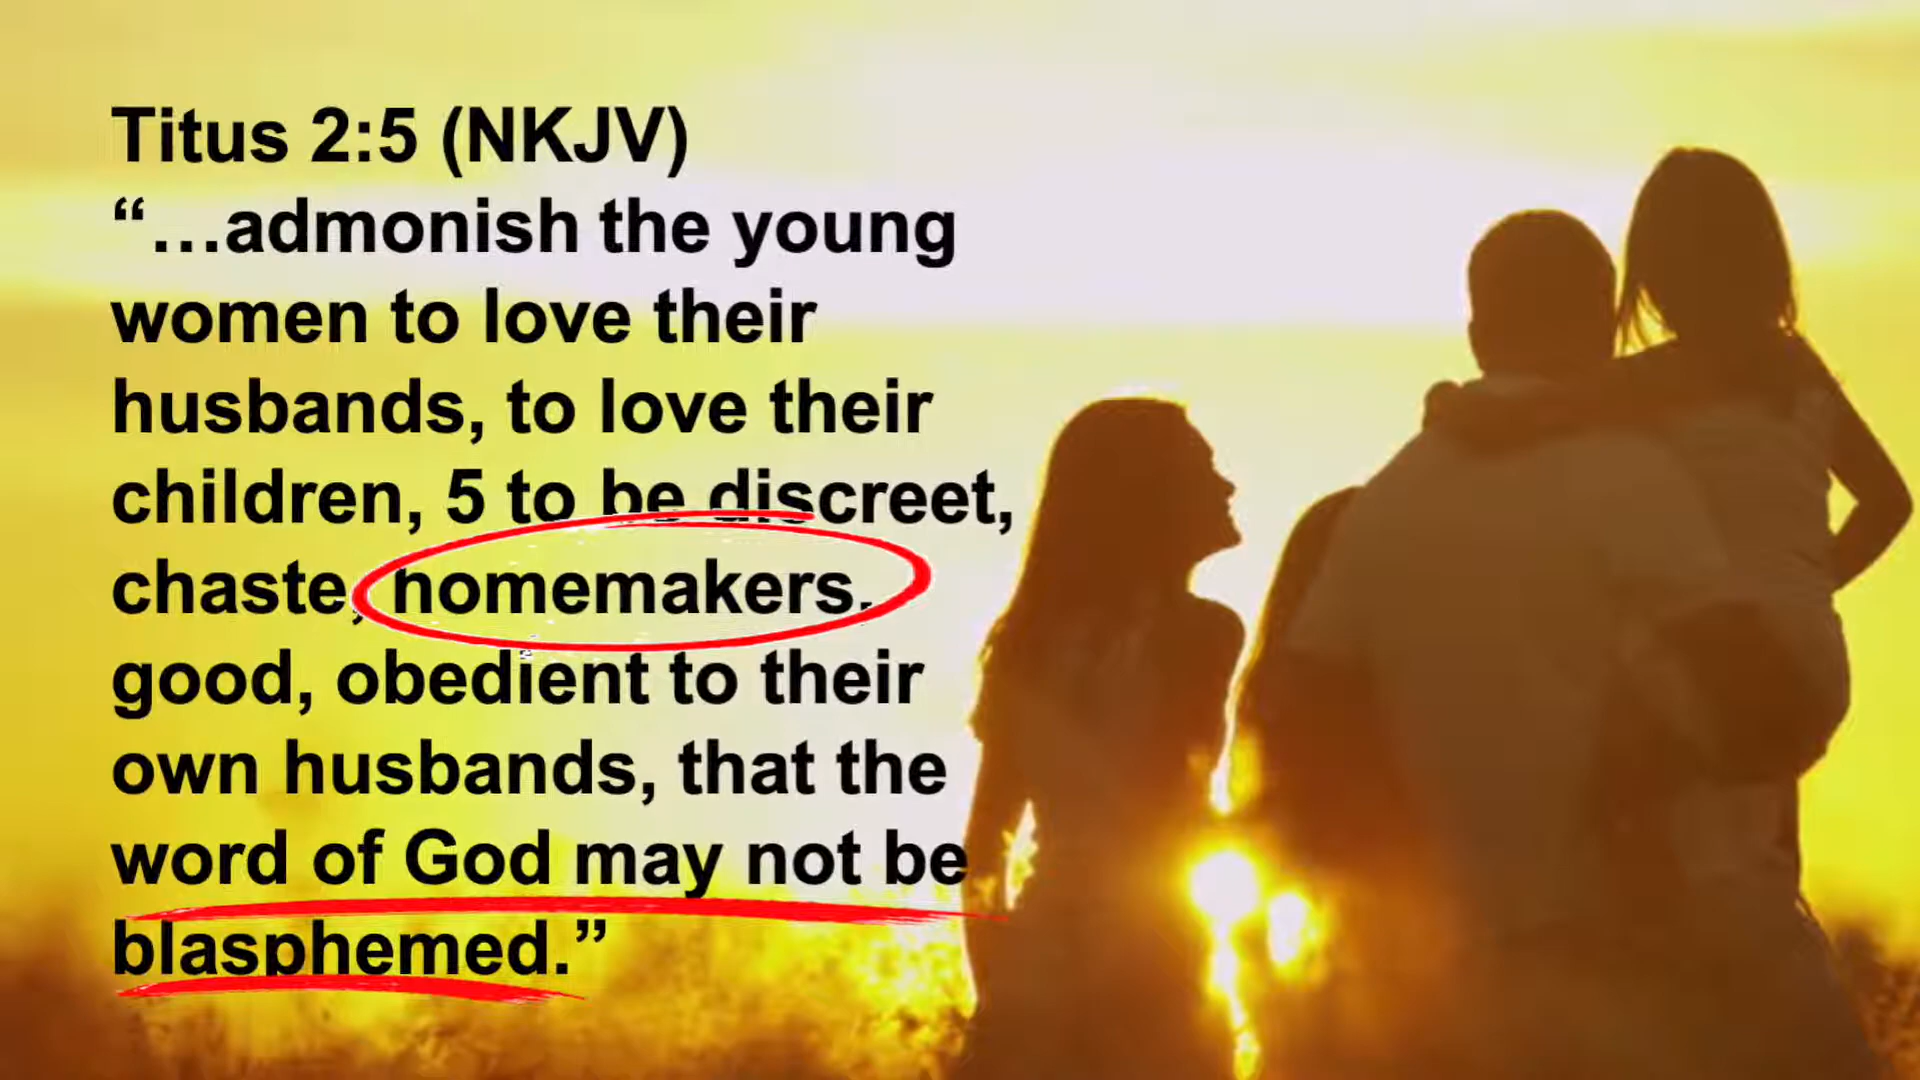 Titus 2:5 (NKJV)
“…admonish the young
women to love their
husbands, to love their
children, 5 to be discreet,
chaste, homemakers,
good, obedient to their
own husbands, that the
word of God may not be
blasphemed.”